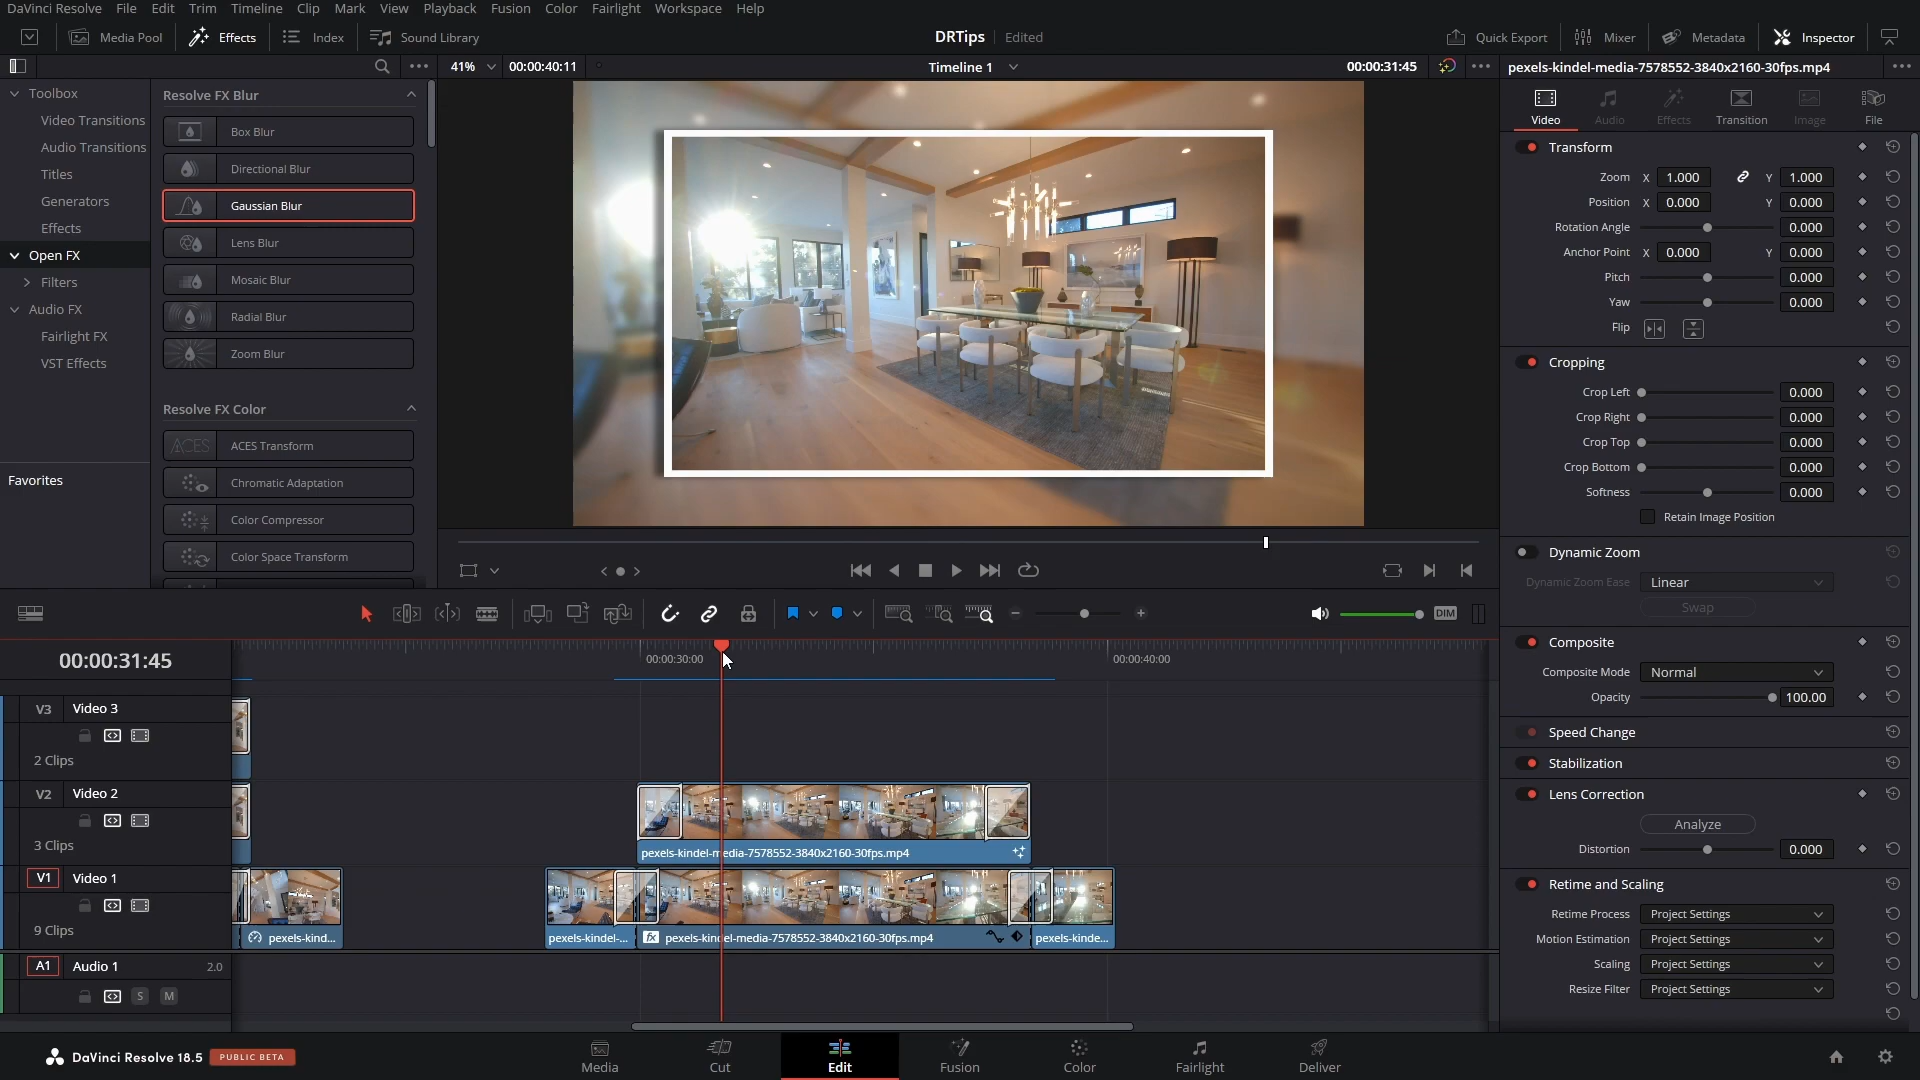 DaVinci Resolve File Edit Trim Timeline Clip Mark View Playback Fusion Color Fairlight Workspace Help
Media Pool Effects Index Sound Library DRTips Edited Quick Export Mixer Metadata Inspector
41% 00:00:40:11 Timeline 1 00:00:31:45 pexels-kindel-media-7578552-3840x2160-30fps.mp4
Toolbox
Video Transitions
Audio Transitions
Titles
Generators
Effects
Open FX
Filters
Audio FX
Fairlight FX
VST Effects
Favorites
Resolve FX Blur
Box Blur
Directional Blur
Gaussian Blur
Lens Blur
Mosaic Blur
Radial Blur
Zoom Blur
Resolve FX Color
ACES ACES Transform
Chromatic Adaptation
Color Compressor
Color Space Transform
Video Audio Effects Transition Image File
Transform
Zoom X 1.000 Y 1.000
Position X 0.000 Y 0.000
Rotation Angle 0.000
Anchor Point X 0.000 Y 0.000
Pitch 0.000
Yaw 0.000
Flip
Cropping
Crop Left 0.000
Crop Right 0.000
Crop Top 0.000
Crop Bottom 0.000
Softness 0.000
Retain Image Position
Dynamic Zoom
Dynamic Zoom Ease Linear
Swap
Composite
Composite Mode Normal
Opacity 100.00
Speed Change
Stabilization
Lens Correction
Analyze
Distortion 0.000
Retime and Scaling
Retime Process Project Settings
Motion Estimation Project Settings
Scaling Project Settings
Resize Filter Project Settings
DIM
00:00:31:45 00:00:30:00 00:00:40:00
V3 Video 3
2 Clips
V2 Video 2
3 Clips
pexels-kindel-media-7578552-3840x2160-30fps.mp4
V1 Video 1
9 Clips
pexels-kind... pexels-kindel-... fx pexels-kindel-media-7578552-3840x2160-30fps.mp4 pexels-kinde...
A1 Audio 1 2.0
S M
DaVinci Resolve 18.5 PUBLIC BETA
Media Cut Edit Fusion Color Fairlight Deliver